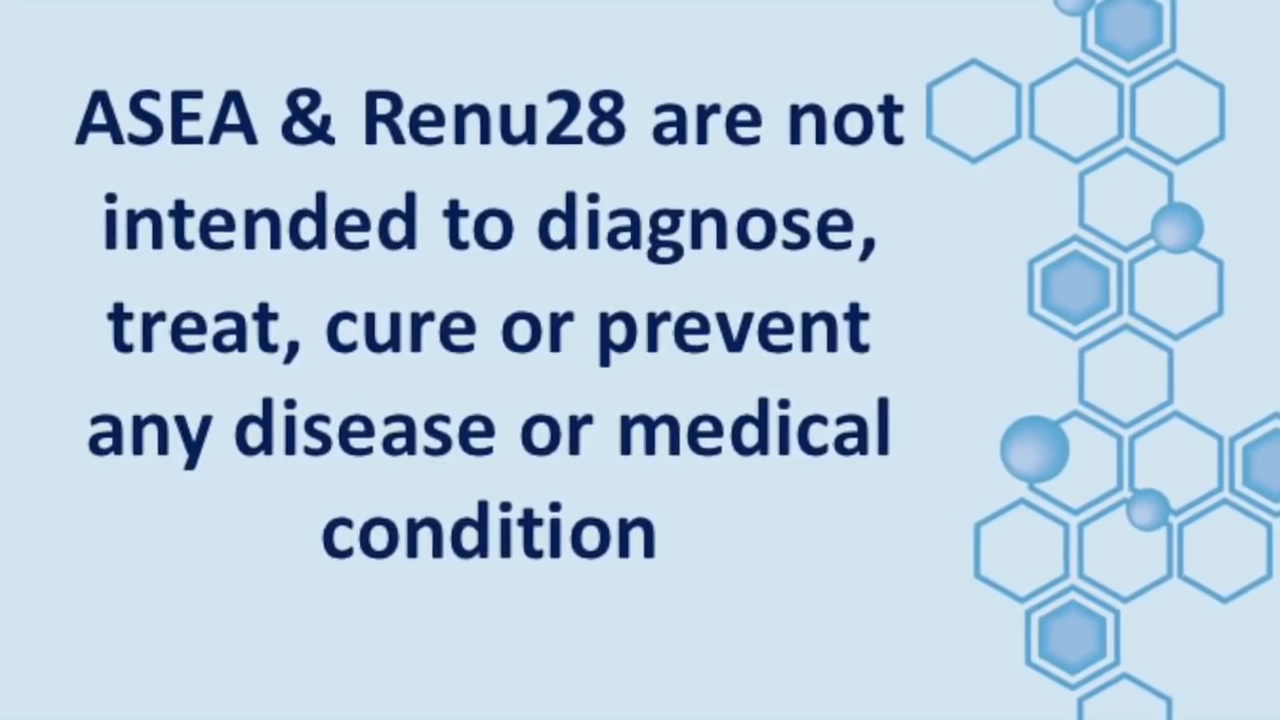 ASEA & Renu28 are not
intended to diagnose,
treat, cure or prevent
any disease or medical
condition